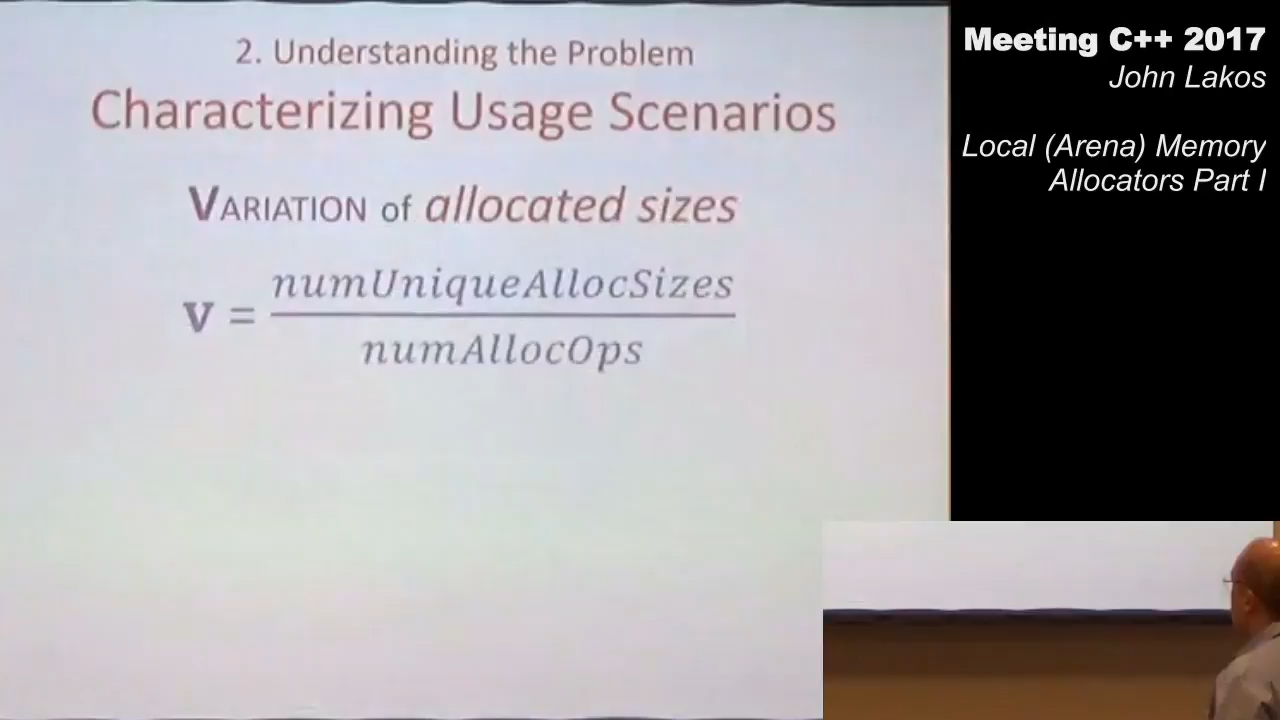 2. Understanding the Problem
Characterizing Usage Scenarios
VARIATION of allocated sizes
v = numUniqueAllocSizes / numAllocOps
Meeting C++ 2017
John Lakos
Local (Arena) Memory
Allocators Part I